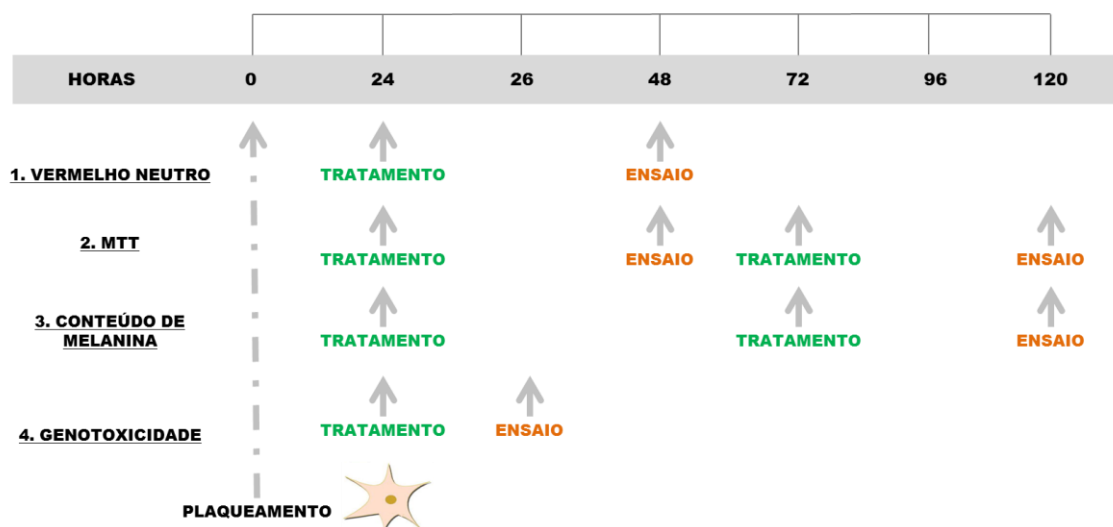 HORAS 0 24 26 48 72 96 120
1. VERMELHO NEUTRO TRATAMENTO ENSAIO
2. MTT TRATAMENTO ENSAIO TRATAMENTO ENSAIO
3. CONTEÚDO DE
MELANINA TRATAMENTO TRATAMENTO ENSAIO
4. GENOTOXICIDADE TRATAMENTO ENSAIO
PLAQUEAMENTO